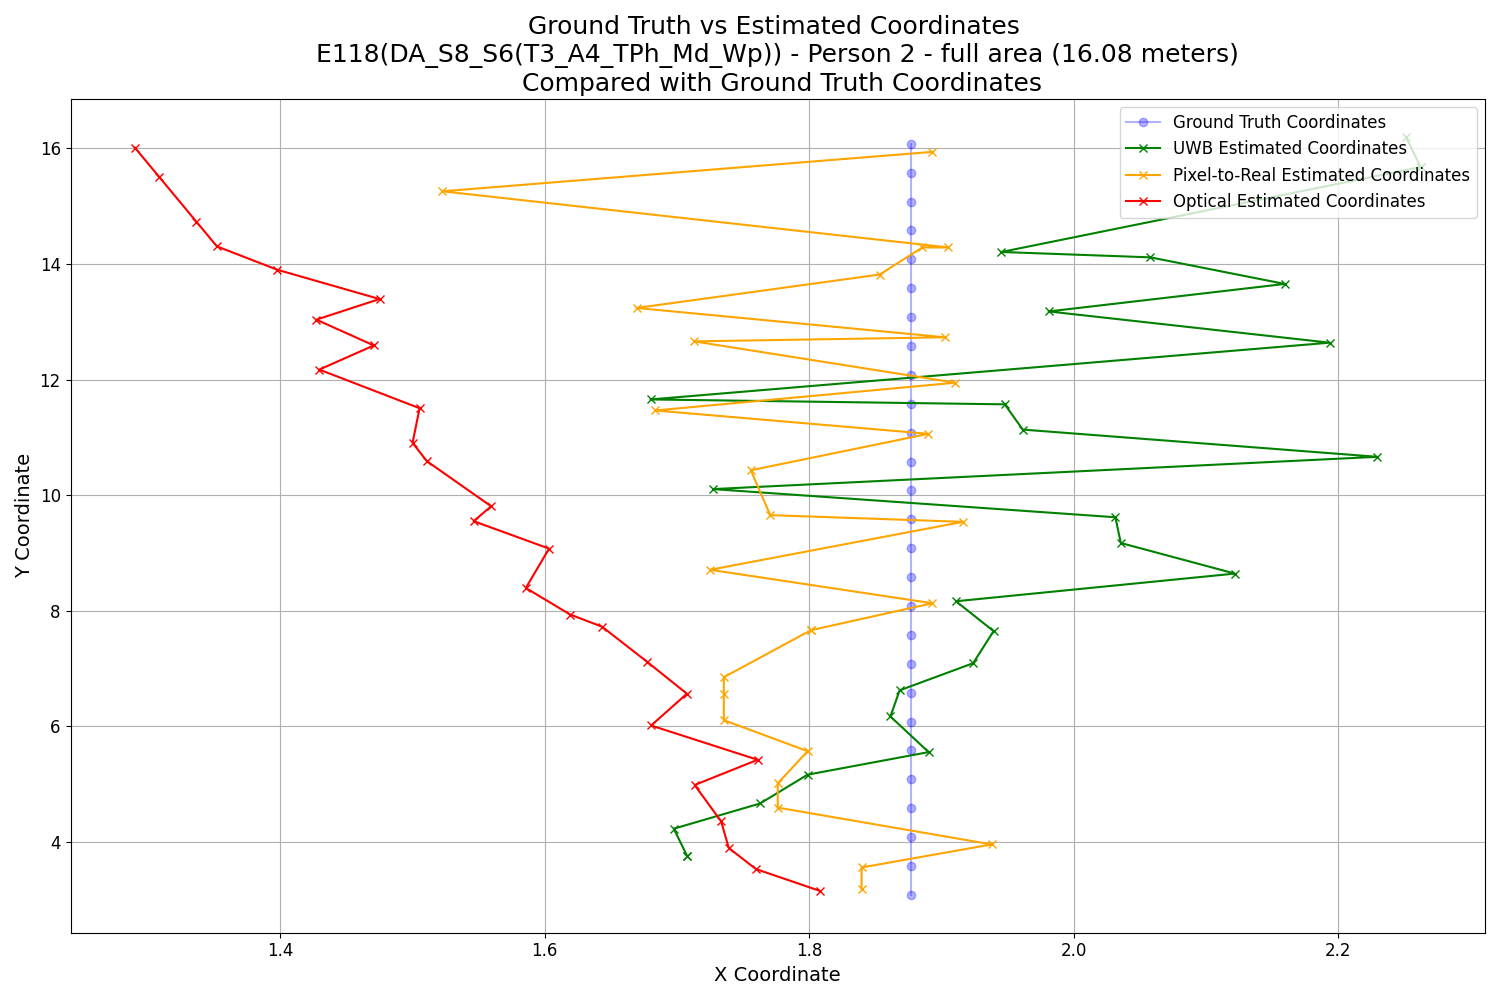 Ground Truth vs Estimated Coordinates
E118(DA_S8_S6(T3_A4_TPh_Md_Wp)) - Person 2 - full area (16.08 meters)
Compared with Ground Truth Coordinates
Ground Truth Coordinates
UWB Estimated Coordinates
Pixel-to-Real Estimated Coordinates
Optical Estimated Coordinates
Y Coordinate
16
14
12
10
8
6
4
1.4
1.6
1.8
2.0
2.2
X Coordinate